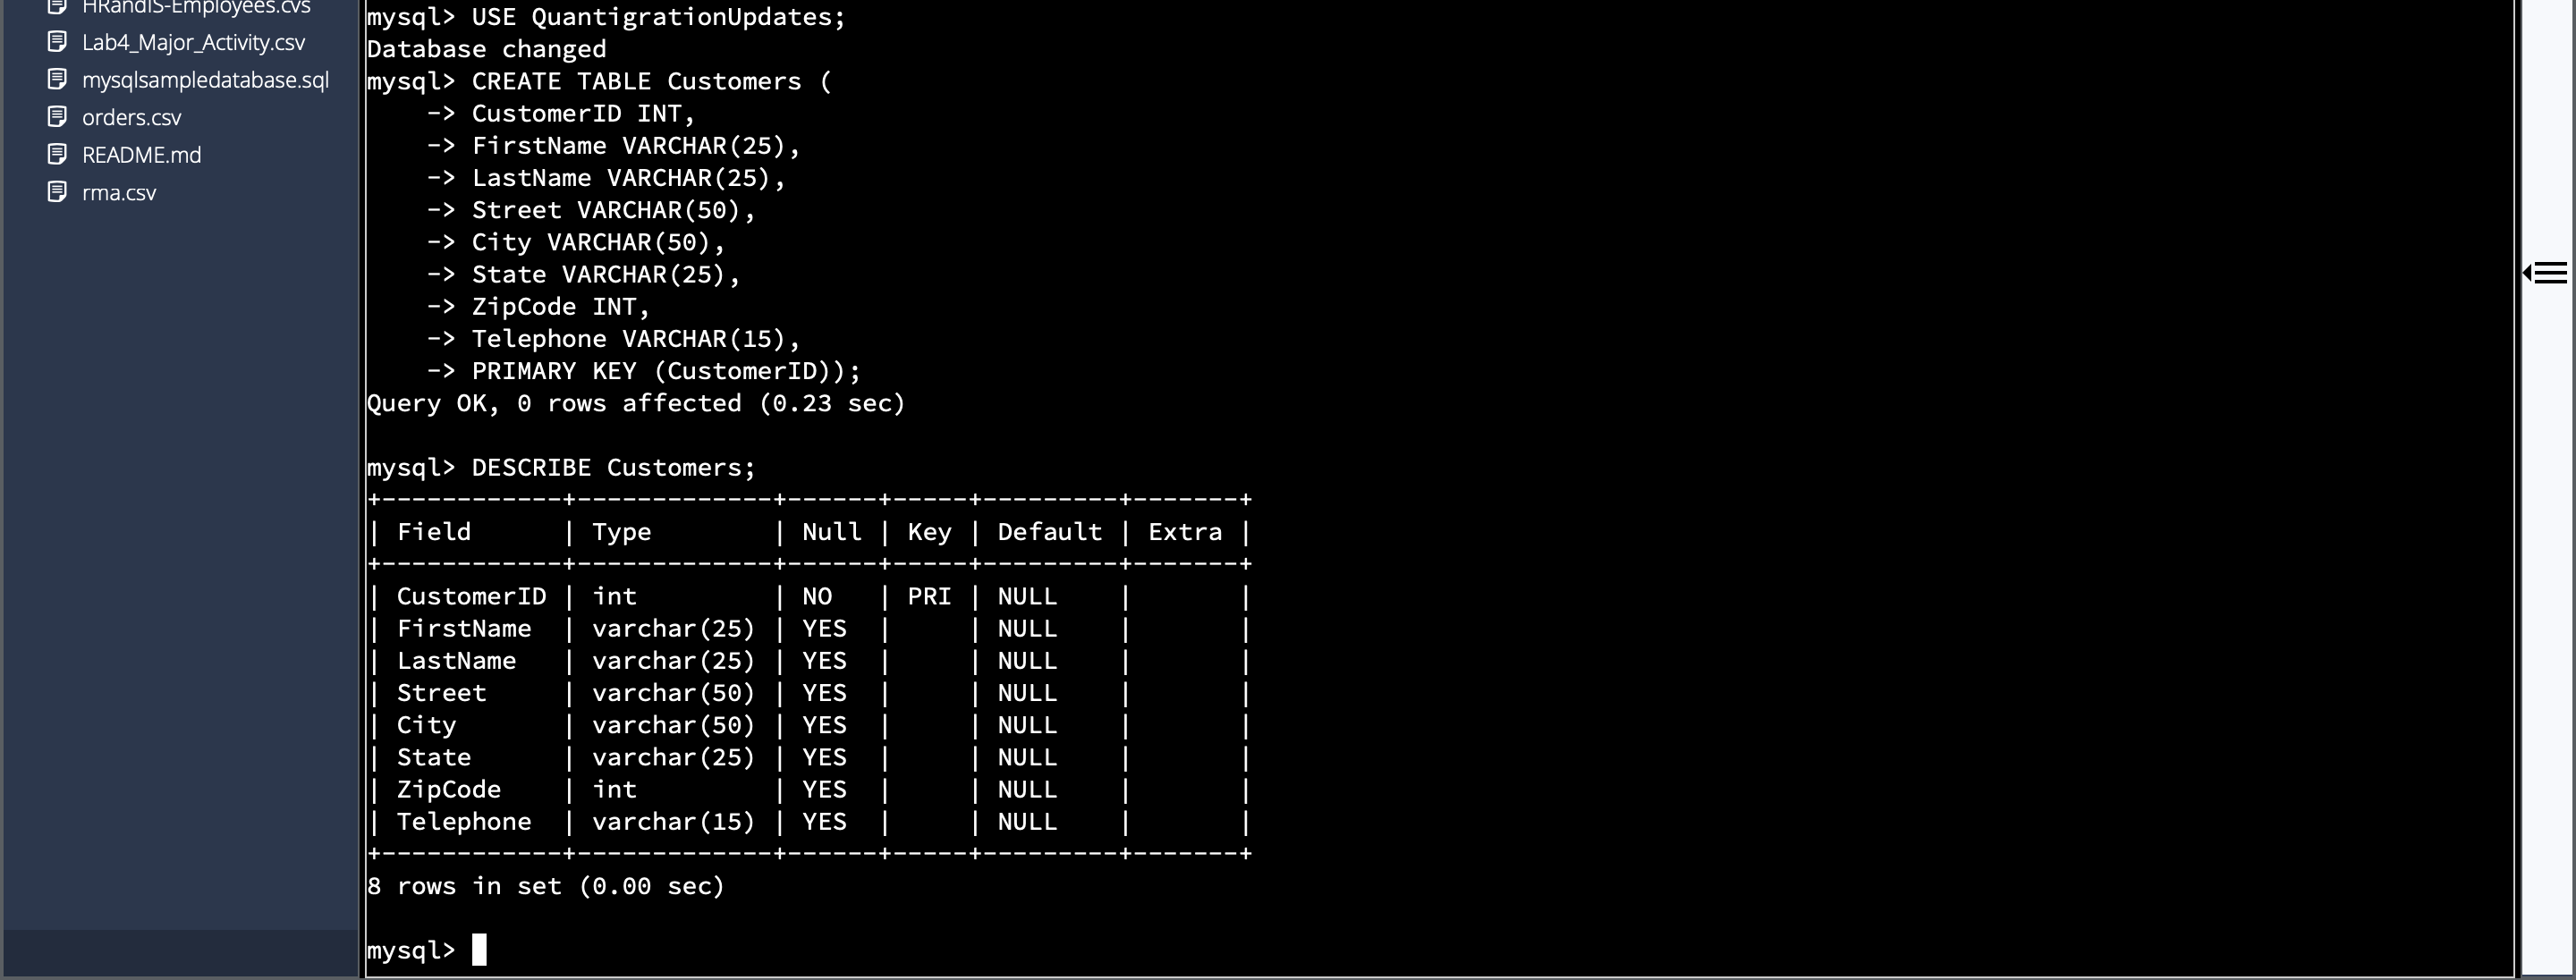 HRandIS-Employees.cvs
Lab4_Major_Activity.csv
mysqlsampledatabase.sql
orders.csv
README.md
rma.csv
mysql> USE QuantigrationUpdates;
Database changed
mysql> CREATE TABLE Customers (
    -> CustomerID INT,
    -> FirstName VARCHAR(25),
    -> LastName VARCHAR(25),
    -> Street VARCHAR(50),
    -> City VARCHAR(50),
    -> State VARCHAR(25),
    -> ZipCode INT,
    -> Telephone VARCHAR(15),
    -> PRIMARY KEY (CustomerID));
Query OK, 0 rows affected (0.23 sec)
mysql> DESCRIBE Customers;
+------------+-------------+------+-----+---------+-------+
| Field      | Type        | Null | Key | Default | Extra |
+------------+-------------+------+-----+---------+-------+
| CustomerID | int         | NO   | PRI | NULL    |       |
| FirstName  | varchar(25) | YES  |     | NULL    |       |
| LastName   | varchar(25) | YES  |     | NULL    |       |
| Street     | varchar(50) | YES  |     | NULL    |       |
| City       | varchar(50) | YES  |     | NULL    |       |
| State      | varchar(25) | YES  |     | NULL    |       |
| ZipCode    | int         | YES  |     | NULL    |       |
| Telephone  | varchar(15) | YES  |     | NULL    |       |
+------------+-------------+------+-----+---------+-------+
8 rows in set (0.00 sec)
mysql>